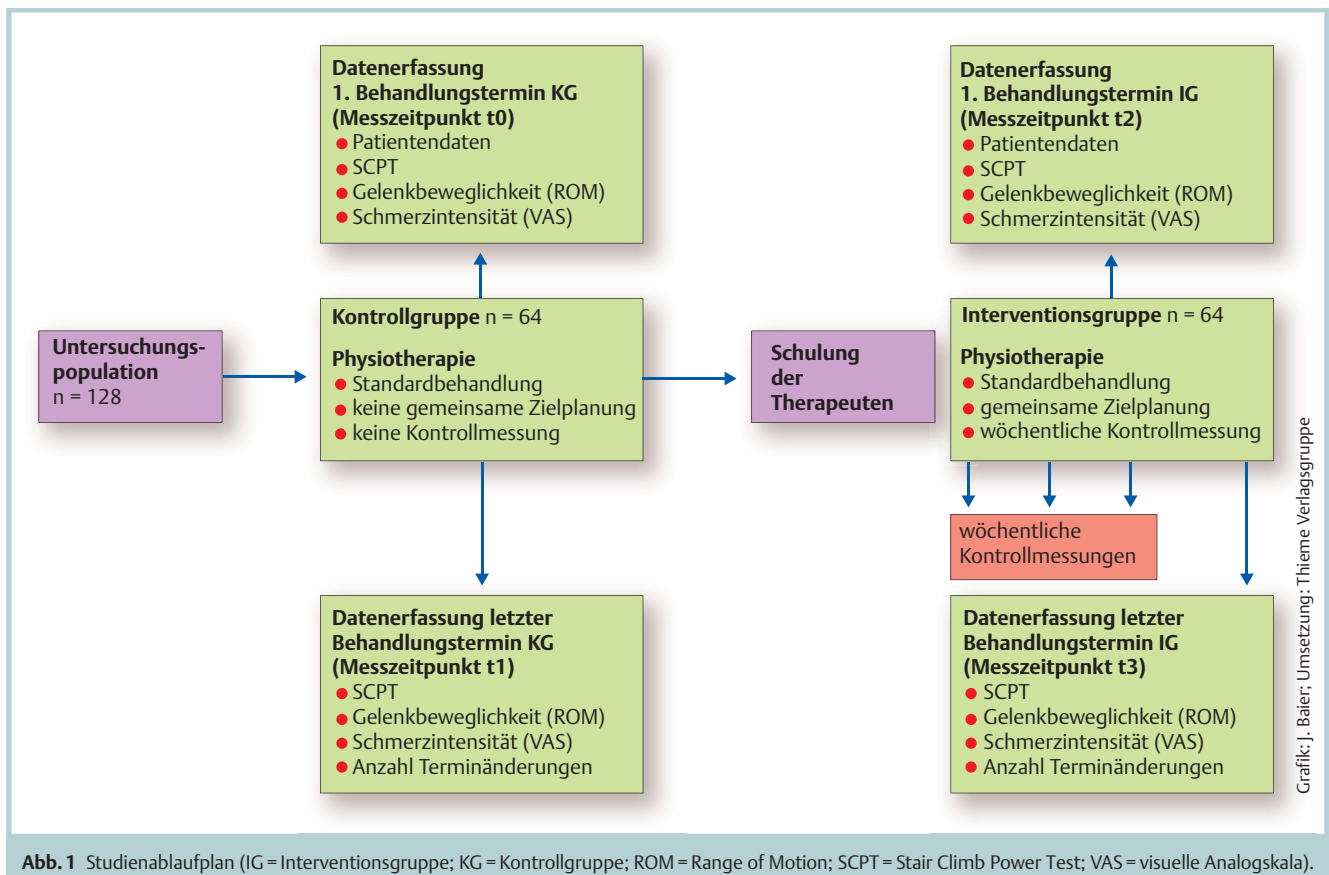 Datenerfassung
1. Behandlungstermin KG
(Messzeitpunkt t0)
● Patientendaten
● SCPT
● Gelenkbeweglichkeit (ROM)
● Schmerzintensität (VAS)
Datenerfassung
1. Behandlungstermin IG
(Messzeitpunkt t2)
● Patientendaten
● SCPT
● Gelenkbeweglichkeit (ROM)
● Schmerzintensität (VAS)
Untersuchungs-
population
n = 128
Kontrollgruppe n = 64
Physiotherapie
● Standardbehandlung
● keine gemeinsame Zielplanung
● keine Kontrollmessung
Schulung
der
Therapeuten
Interventionsgruppe n = 64
Physiotherapie
● Standardbehandlung
● gemeinsame Zielplanung
● wöchentliche Kontrollmessung
wöchentliche
Kontrollmessungen
Datenerfassung letzter
Behandlungstermin KG
(Messzeitpunkt t1)
● SCPT
● Gelenkbeweglichkeit (ROM)
● Schmerzintensität (VAS)
● Anzahl Terminänderungen
Datenerfassung letzter
Behandlungstermin IG
(Messzeitpunkt t3)
● SCPT
● Gelenkbeweglichkeit (ROM)
● Schmerzintensität (VAS)
● Anzahl Terminänderungen
Grafik: J. Baier; Umsetzung: Thieme Verlagsgruppe
Abb. 1 Studienablaufplan (IG = Interventionsgruppe; KG = Kontrollgruppe; ROM = Range of Motion; SCPT = Stair Climb Power Test; VAS = visuelle Analogskala).